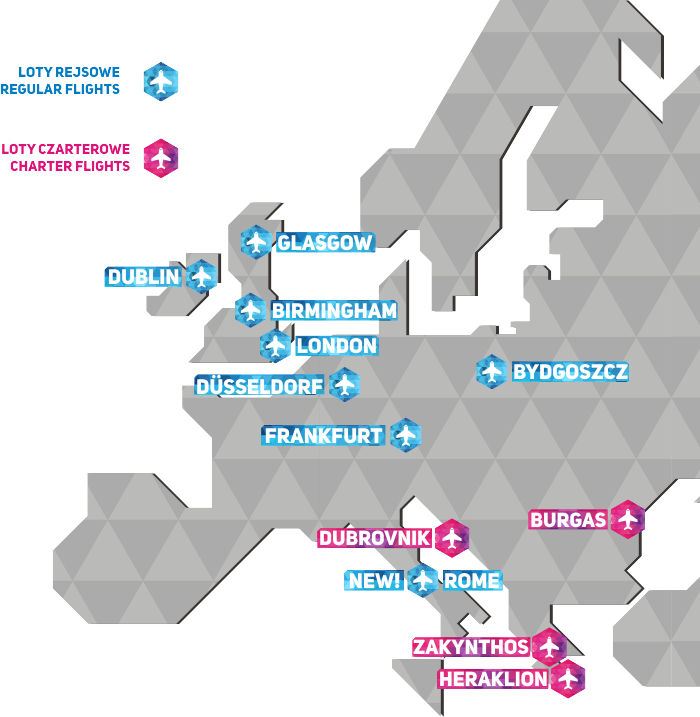 LOTY REJSOWE
REGULAR FLIGHTS
LOTY CZARTEROWE
CHARTER FLIGHTS
GLASGOW
DUBLIN
BIRMINGHAM
LONDON
BYDGOSZCZ
DÜSSELDORF
FRANKFURT
BURGAS
DUBROVNIK
NEW! ROME
ZAKYNTHOS
HERAKLION